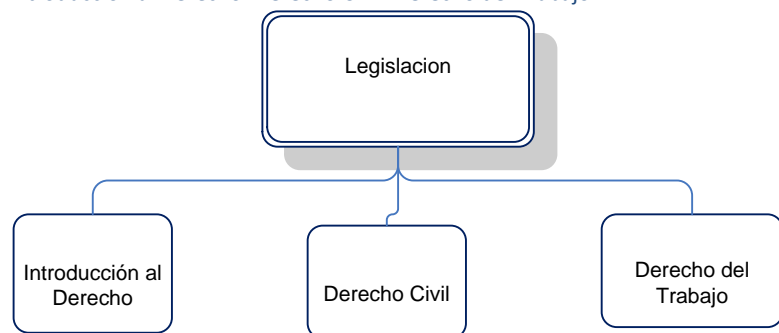 Legislacion
Introducción al
Derecho
Derecho Civil
Derecho del
Trabajo